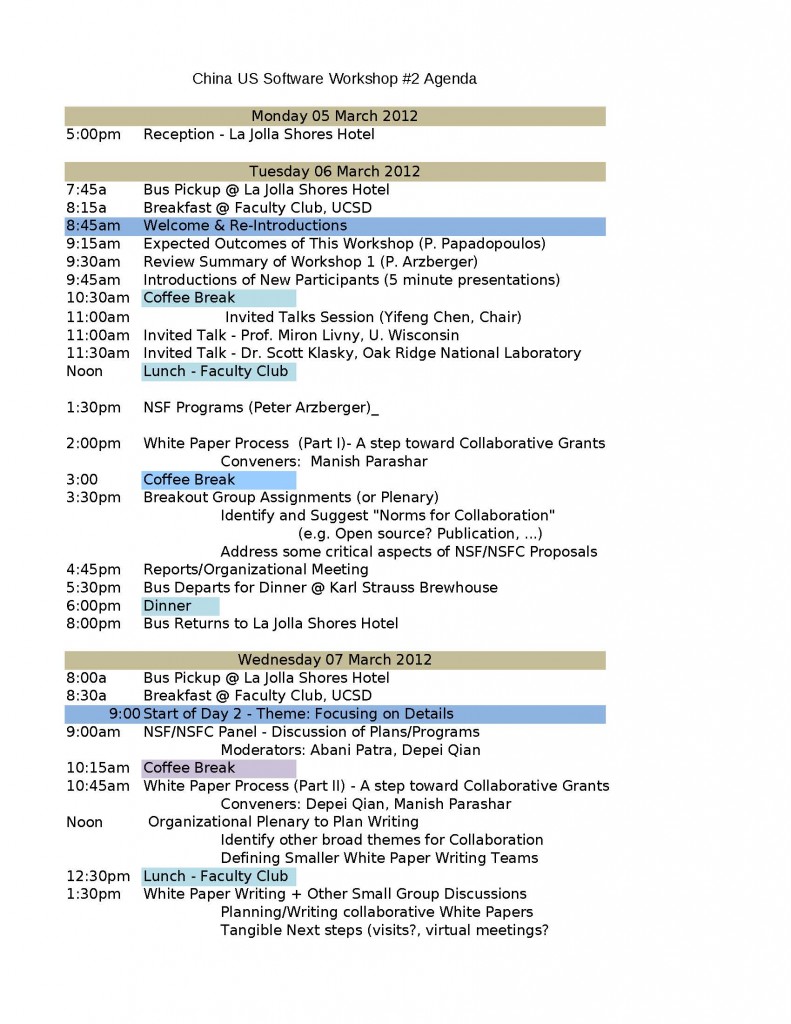 China US Software Workshop #2 Agenda
Monday 05 March 2012
5:00pm Reception - La Jolla Shores Hotel
Tuesday 06 March 2012
7:45a Bus Pickup @ La Jolla Shores Hotel
8:15a Breakfast @ Faculty Club, UCSD
8:45am Welcome & Re-Introductions
9:15am Expected Outcomes of This Workshop (P. Papadopoulos)
9:30am Review Summary of Workshop 1 (P. Arzberger)
9:45am Introductions of New Participants (5 minute presentations)
10:30am Coffee Break
11:00am Invited Talks Session (Yifeng Chen, Chair)
11:00am Invited Talk - Prof. Miron Livny, U. Wisconsin
11:30am Invited Talk - Dr. Scott Klasky, Oak Ridge National Laboratory
Noon Lunch - Faculty Club
1:30pm NSF Programs (Peter Arzberger)_
2:00pm White Paper Process (Part I)- A step toward Collaborative Grants
Conveners: Manish Parashar
3:00 Coffee Break
3:30pm Breakout Group Assignments (or Plenary)
Identify and Suggest "Norms for Collaboration"
(e.g. Open source? Publication, ...)
Address some critical aspects of NSF/NSFC Proposals
4:45pm Reports/Organizational Meeting
5:30pm Bus Departs for Dinner @ Karl Strauss Brewhouse
6:00pm Dinner
8:00pm Bus Returns to La Jolla Shores Hotel
Wednesday 07 March 2012
8:00a Bus Pickup @ La Jolla Shores Hotel
8:30a Breakfast @ Faculty Club, UCSD
9:00 Start of Day 2 - Theme: Focusing on Details
9:00am NSF/NSFC Panel - Discussion of Plans/Programs
Moderators: Abani Patra, Depei Qian
10:15am Coffee Break
10:45am White Paper Process (Part II) - A step toward Collaborative Grants
Conveners: Depei Qian, Manish Parashar
Noon Organizational Plenary to Plan Writing
Identify other broad themes for Collaboration
Defining Smaller White Paper Writing Teams
12:30pm Lunch - Faculty Club
1:30pm White Paper Writing + Other Small Group Discussions
Planning/Writing collaborative White Papers
Tangible Next steps (visits?, virtual meetings?